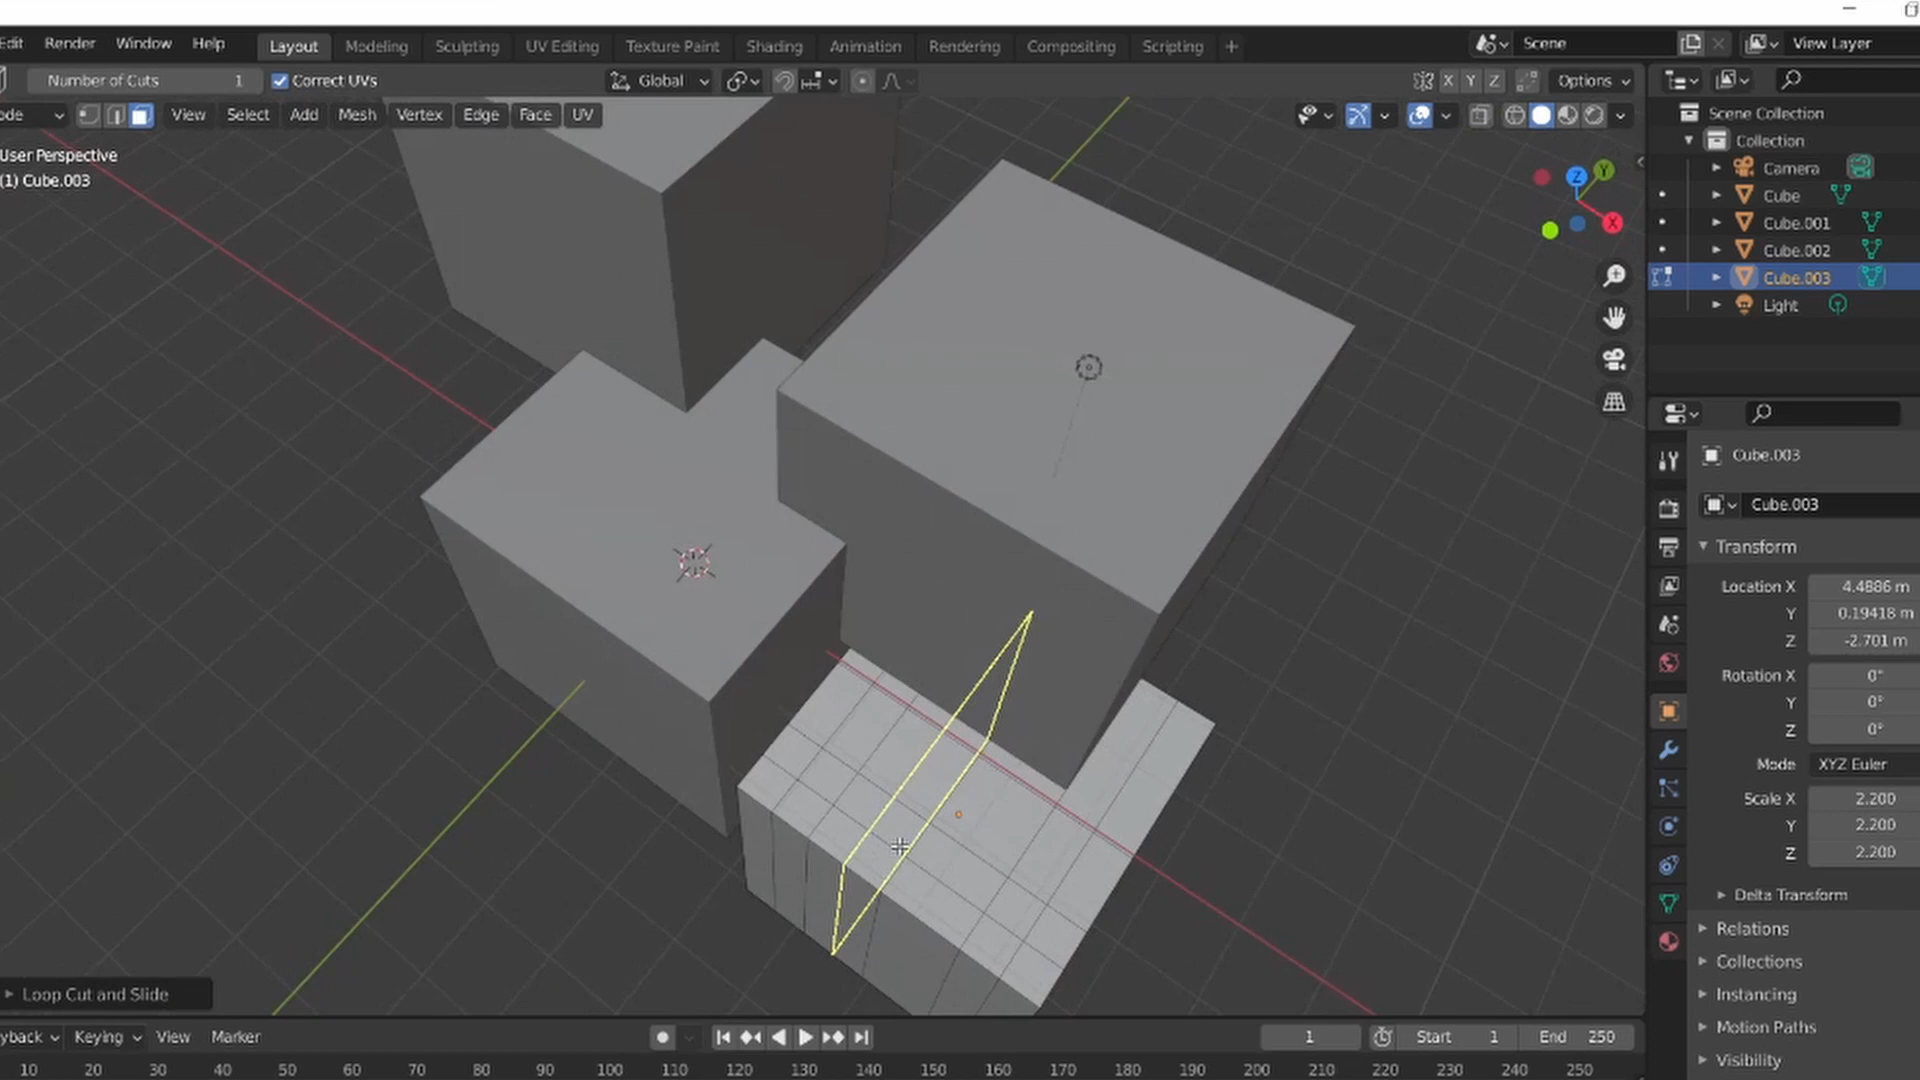 Edit Render Window Help Layout Modeling Sculpting UV Editing Texture Paint Shading Animation Rendering Compositing Scripting + Scene View Layer
Number of Cuts 1 Correct UVs Global X Y Z Options
ode View Select Add Mesh Vertex Edge Face UV
User Perspective
(1) Cube.003
Z Y
X
Scene Collection
Collection
Camera
Cube
Cube.001
Cube.002
Cube.003
Light
Cube.003
Cube.003
Transform
Location X 4.4886 m
Y 0.19418 m
Z -2.701 m
Rotation X 0°
Y 0°
Z 0°
Mode XYZ Euler
Scale X 2.200
Y 2.200
Z 2.200
Delta Transform
Relations
Collections
Instancing
Motion Paths
Visibility
Loop Cut and Slide
yback Keying View Marker 1 Start 1 End 250
10 20 30 40 50 60 70 80 90 100 110 120 130 140 150 160 170 180 190 200 210 220 230 240 250